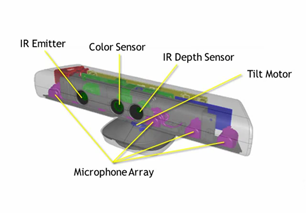 IR Emitter
Color Sensor
IR Depth Sensor
Tilt Motor
Microphone Array